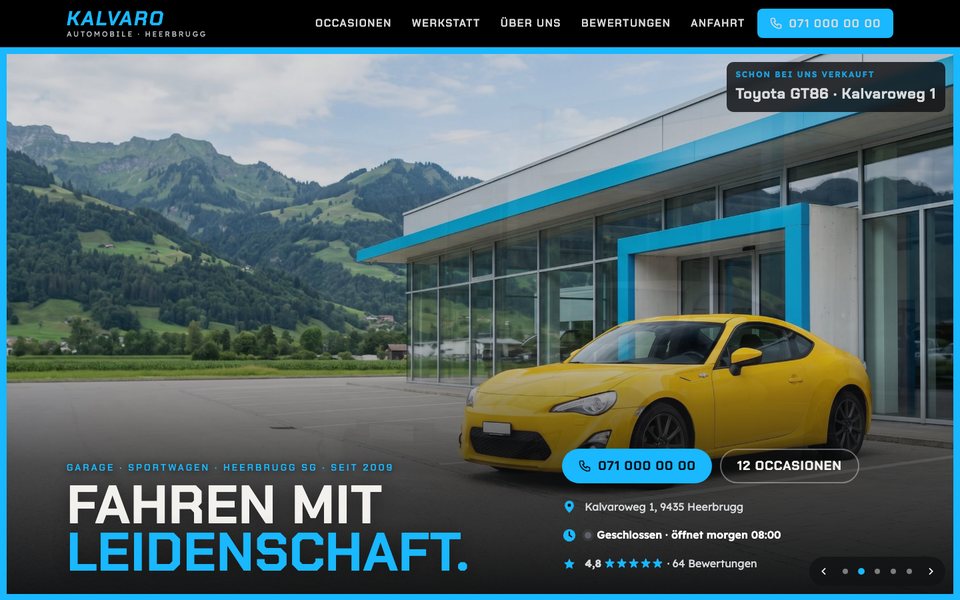 KALVARO
AUTOMOBILE · HEERBRUGG
OCCASIONEN
WERKSTATT
ÜBER UNS
BEWERTUNGEN
ANFAHRT
071 000 00 00
SCHON BEI UNS VERKAUFT
Toyota GT86 · Kalvaroweg 1
GARAGE · SPORTWAGEN · HEERBRUGG SG · SEIT 2009
FAHREN MIT
LEIDENSCHAFT.
071 000 00 00
12 OCCASIONEN
Kalvaroweg 1, 9435 Heerbrugg
Geschlossen · öffnet morgen 08:00
4,8 ★★★★★ · 64 Bewertungen